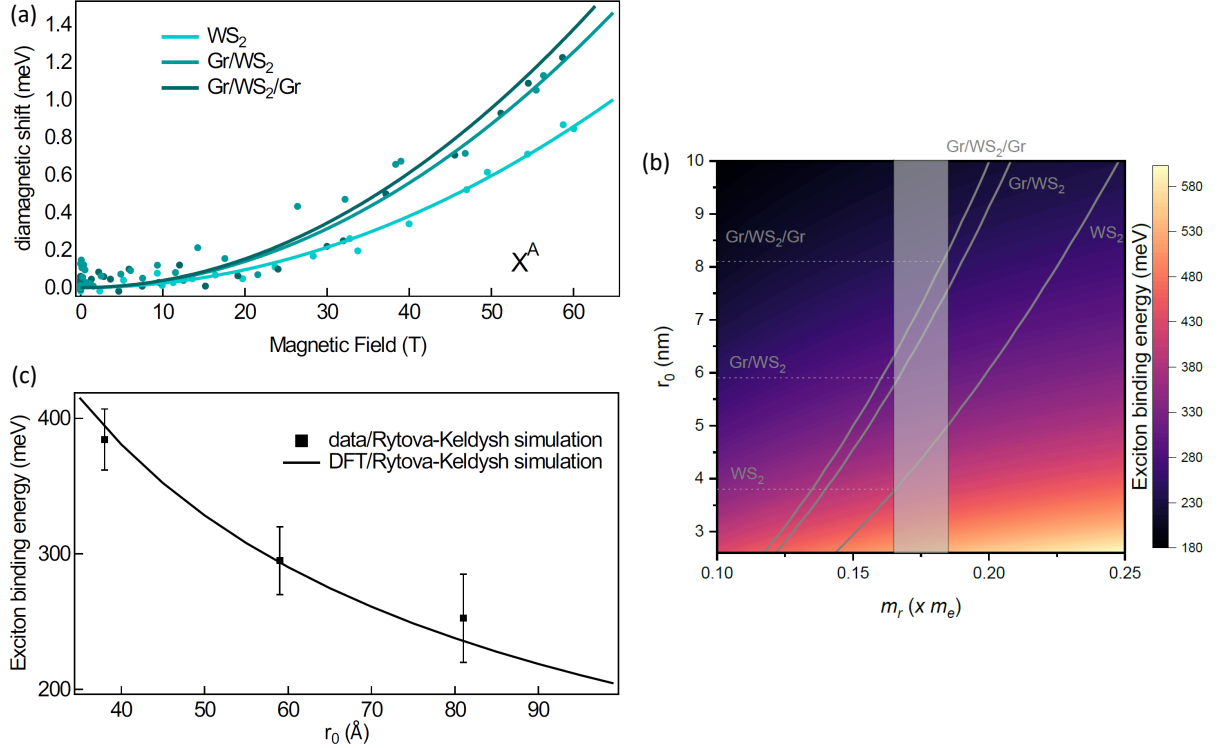 (a)
1.4
1.2
1.0
0.8
0.6
0.4
0.2
0.0
diamagnetic shift (meV)
WS₂
Gr/WS₂
Gr/WS₂/Gr
Xᴬ
0 10 20 30 40 50 60
Magnetic Field (T)
(b)
Gr/WS₂/Gr
Gr/WS₂
WS₂
Gr/WS₂/Gr
Gr/WS₂
WS₂
10
9
8
7
6
5
4
3
r₀ (nm)
0.10 0.15 0.20 0.25
mᵣ (x mₑ)
580
530
480
430
380
330
280
230
180
Exciton binding energy (meV)
(c)
400
300
200
Exciton binding energy (meV)
data/Rytova-Keldysh simulation
DFT/Rytova-Keldysh simulation
40 50 60 70 80 90
r₀ (Å)